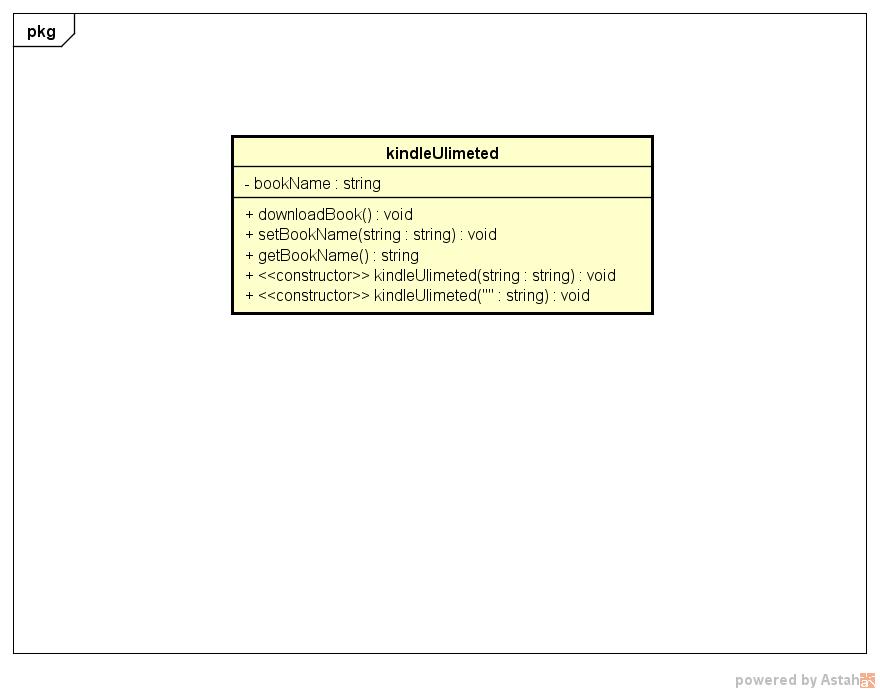 pkg
kindleUlimeted
- bookName : string
+ downloadBook() : void
+ setBookName(string : string) : void
+ getBookName() : string
+ <<constructor>> kindleUlimeted(string : string) : void
+ <<constructor>> kindleUlimeted("" : string) : void
powered by Astah